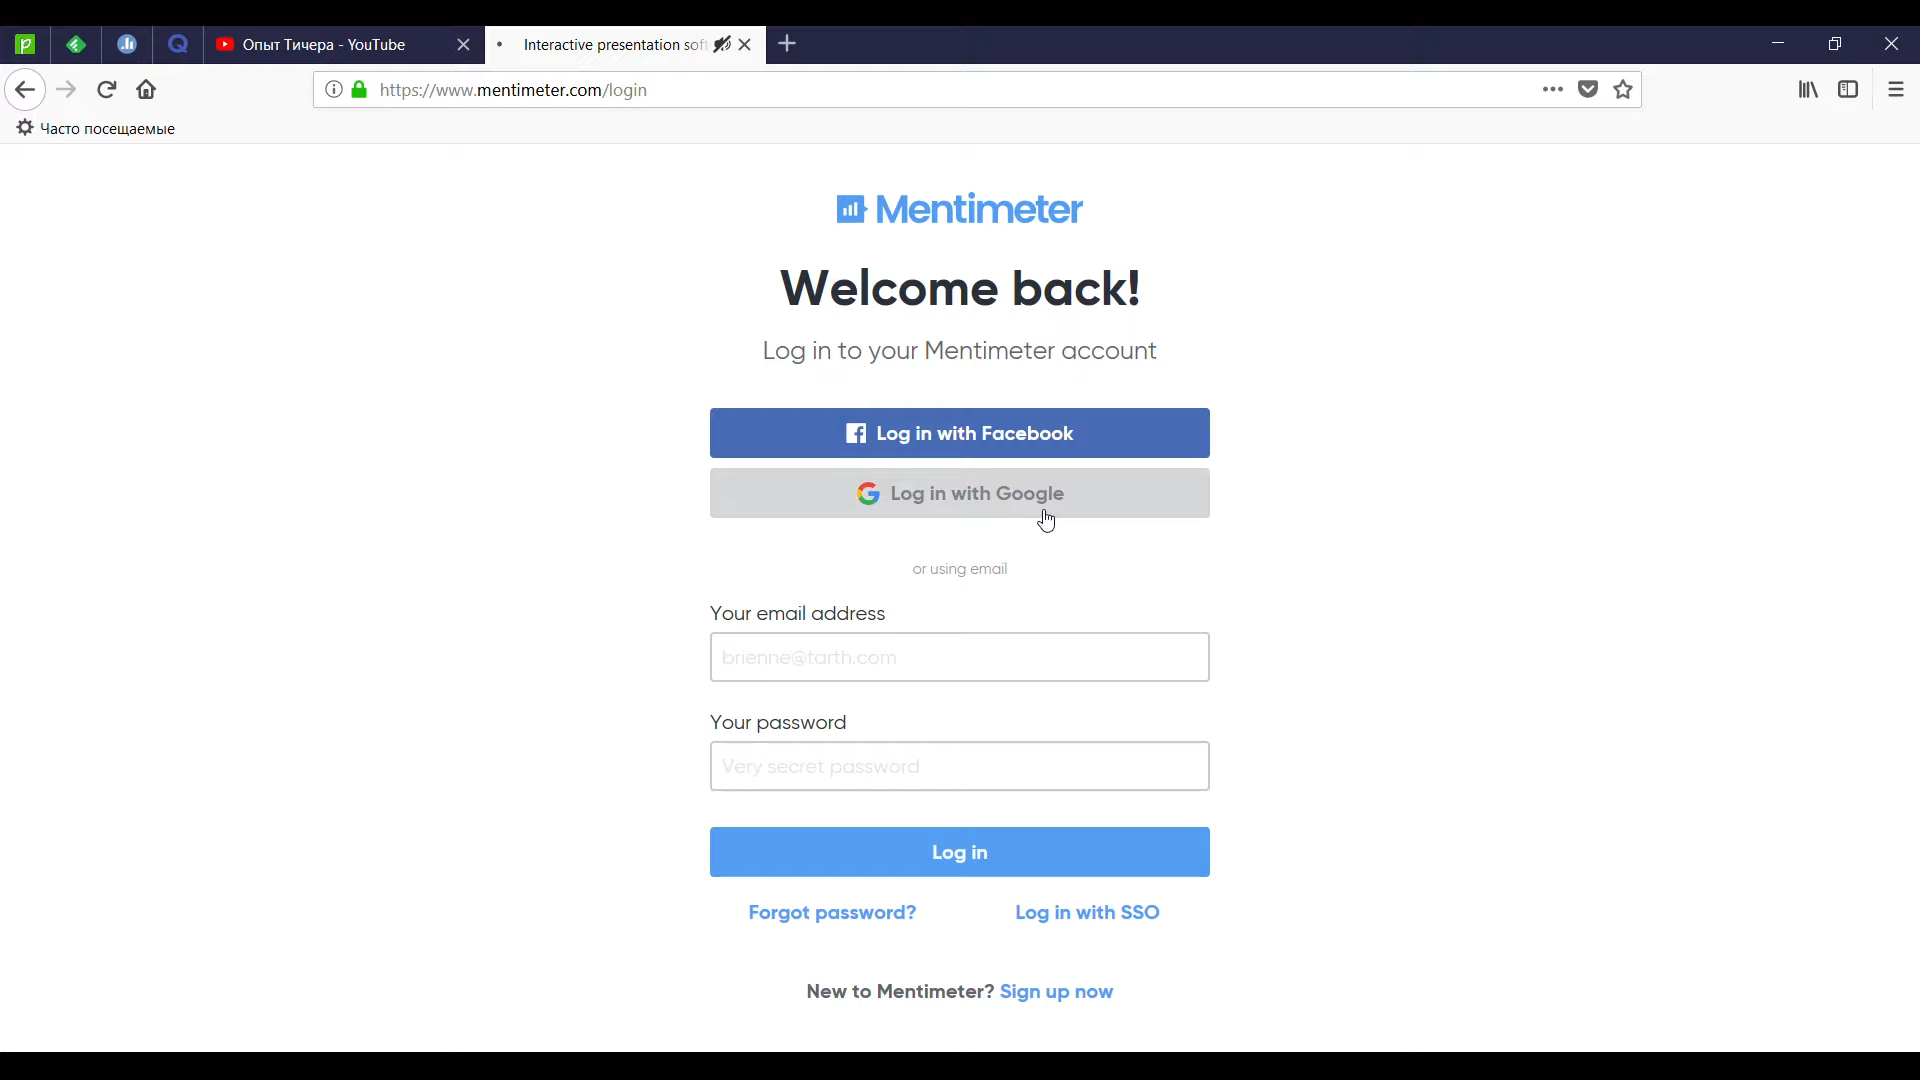 Опыт Тичера - YouTube
Interactive presentation sof
https://www.mentimeter.com/login
Часто посещаемые
Mentimeter
Welcome back!
Log in to your Mentimeter account
Log in with Facebook
Log in with Google
or using email
Your email address
brienne@tarth.com
Your password
Very secret password
Log in
Forgot password? Log in with SSO
New to Mentimeter? Sign up now